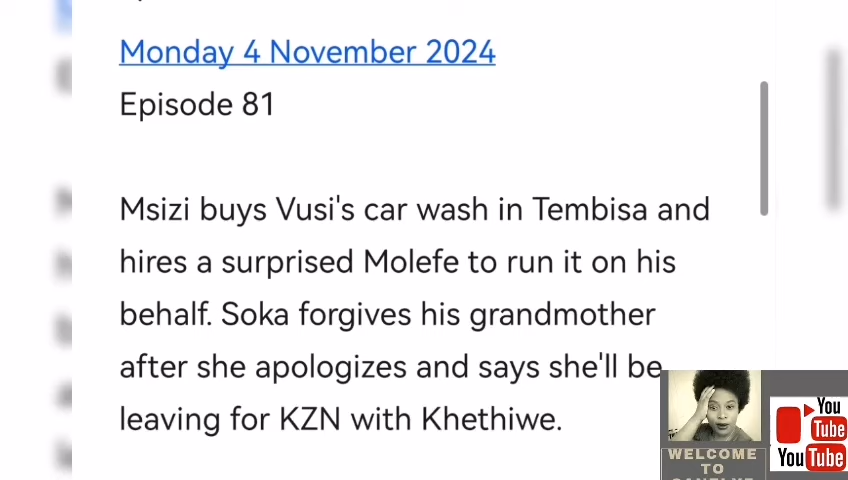 Monday 4 November 2024
Episode 81
Msizi buys Vusi's car wash in Tembisa and
hires a surprised Molefe to run it on his
behalf. Soka forgives his grandmother
after she apologizes and says she'll be
leaving for KZN with Khethiwe.
WELCOME
TO
You
Tube
You Tube